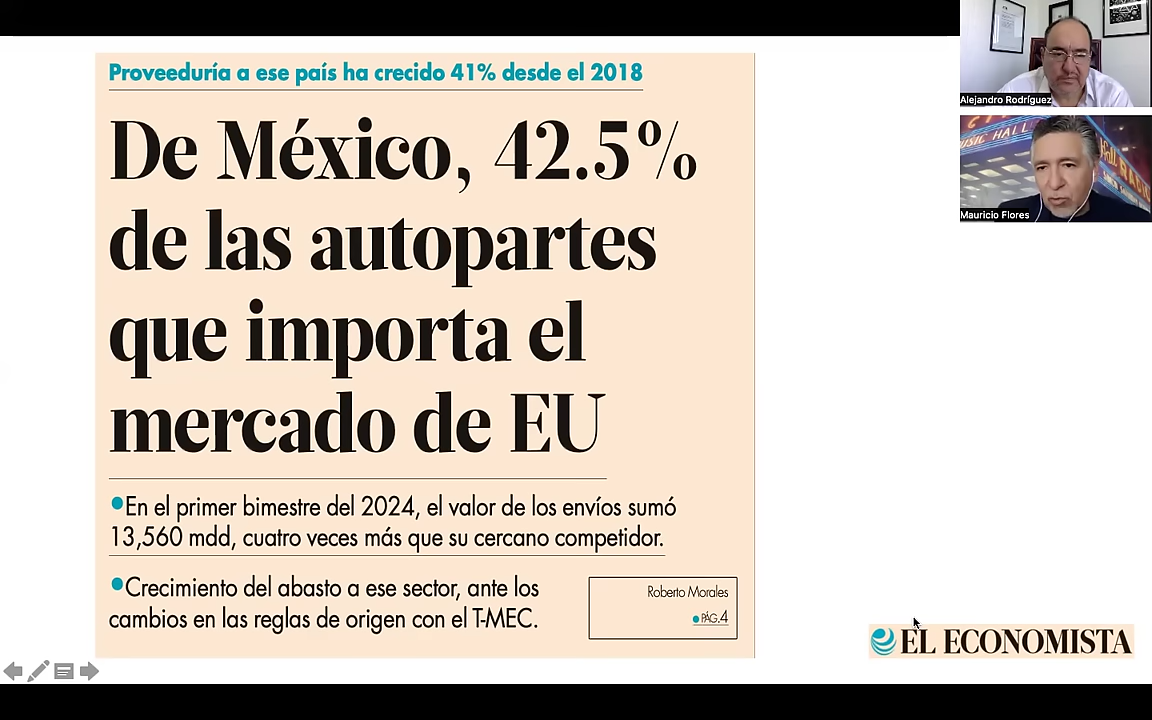 Proveeduría a ese país ha crecido 41% desde el 2018
De México, 42.5%
de las autopartes
que importa el
mercado de EU
•En el primer bimestre del 2024, el valor de los envíos sumó
13,560 mdd, cuatro veces más que su cercano competidor.
•Crecimiento del abasto a ese sector, ante los
cambios en las reglas de origen con el T-MEC.
Roberto Morales
•PÁG.4
EL ECONOMISTA
Alejandro Rodríguez
MUSIC HALL
Mauricio Flores